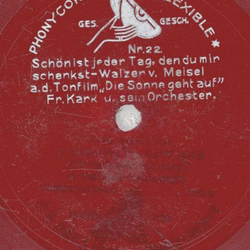 PHONYCOR FLEXIBLE ★
GES. GESCH.
Nr. 22.
Schön ist jeder Tag, den du mir
schenkst-Walzer v. Meisel
a.d. Tonfilm „Die Sonne geht auf”
Fr. Kark u. sein Orchester.